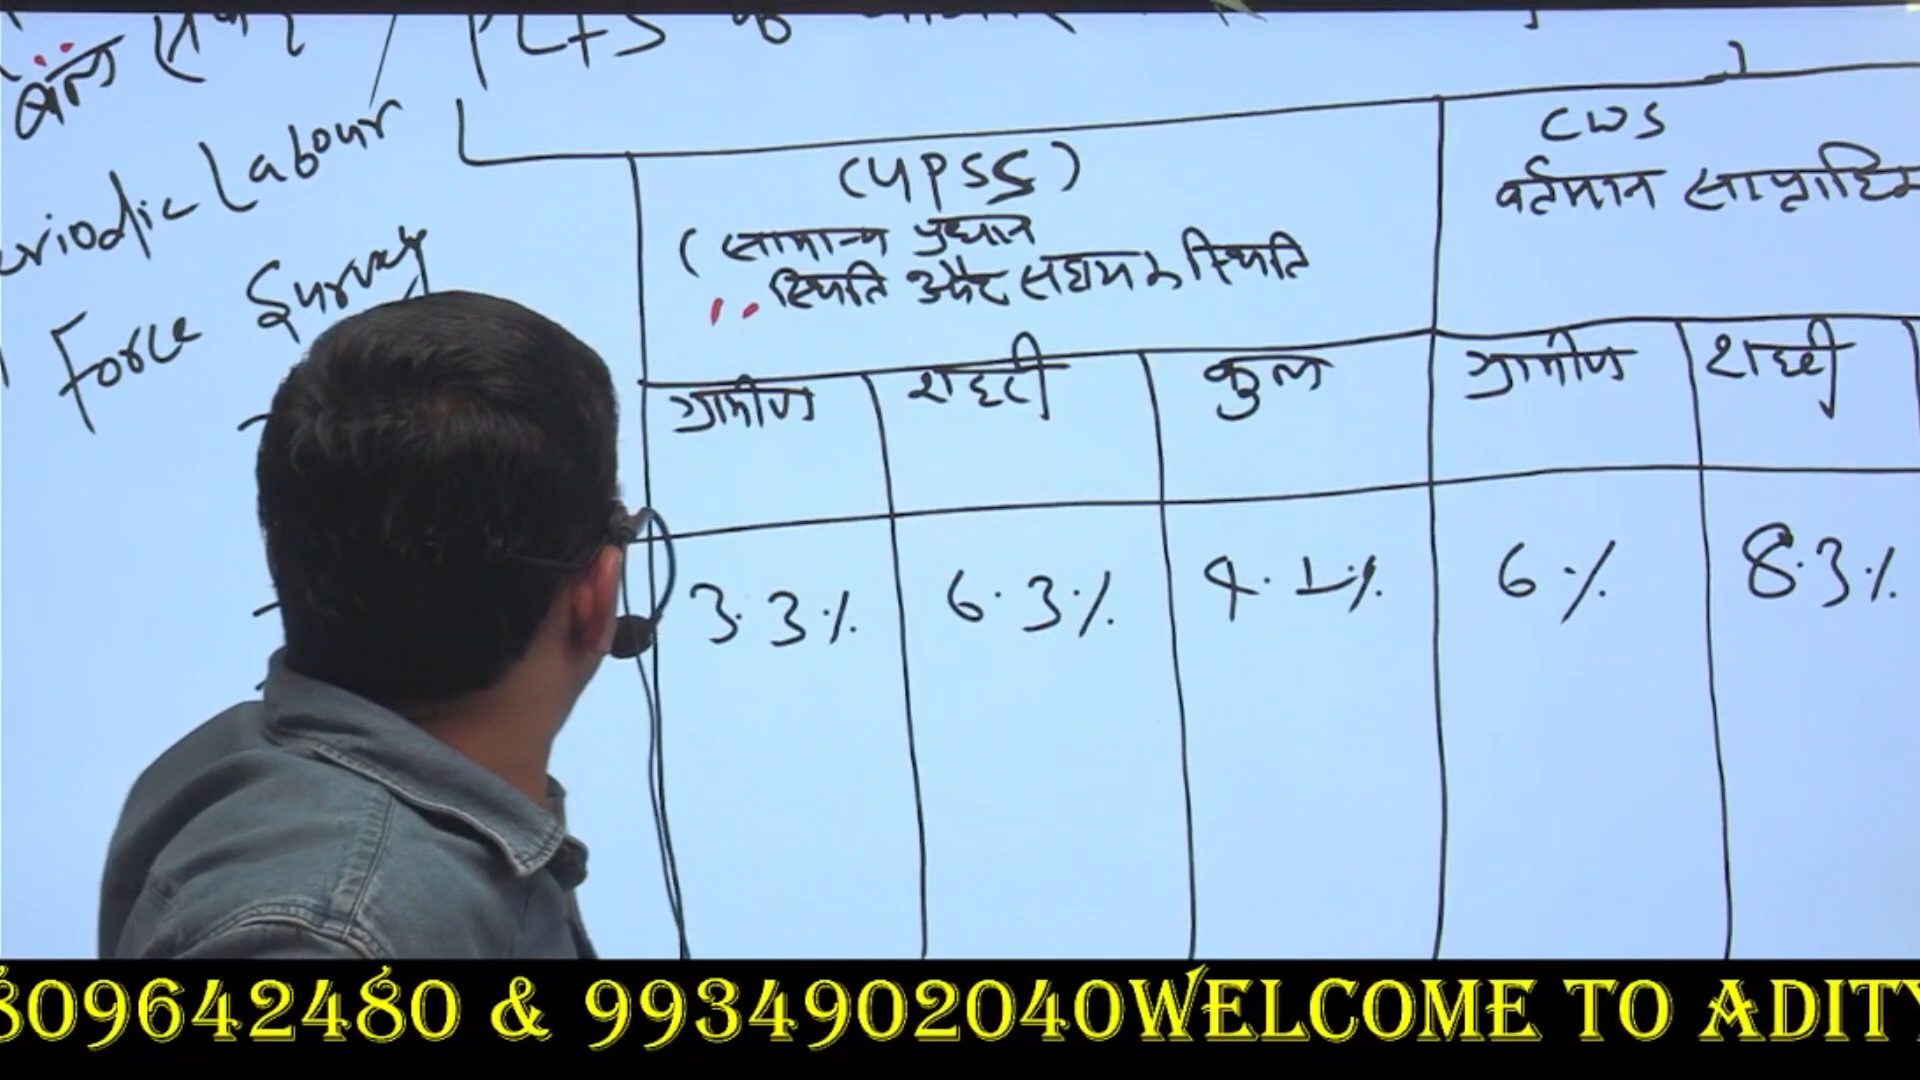 PLFS के
Periodic Labour
Force Survey
(UPSS)
(सामान्य प्रधान
स्थिति और सहायक स्थिति
CWS
वर्तमान साप्ताहिक
ग्रामीण शहरी कुल ग्रामीण शहरी
3.3% 6.3% 4.1% 6% 8.3%
809642480 & 9934902040WELCOME TO ADITY